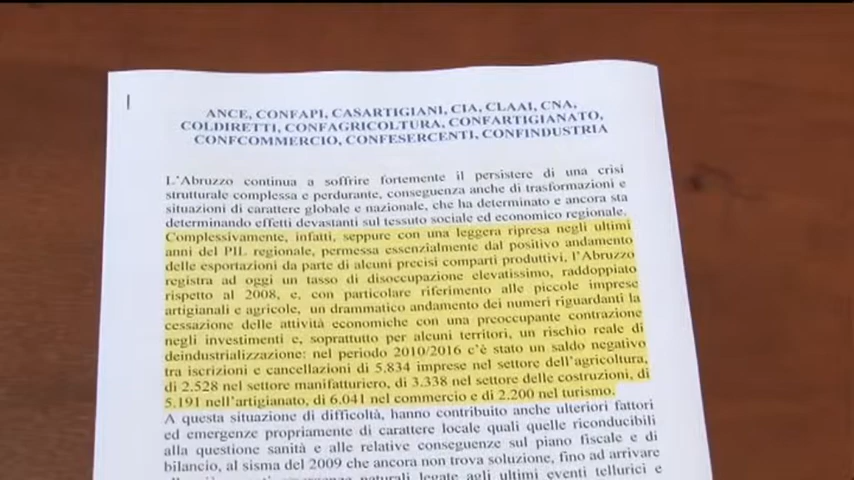 ANCE, CONFAPI, CASARTIGIANI, CIA, CLAAI, CNA,
COLDIRETTI, CONFAGRICOLTURA, CONFARTIGIANATO,
CONFCOMMERCIO, CONFESERCENTI, CONFINDUSTRIA
L'Abruzzo continua a soffrire fortemente il persistere di una crisi
strutturale complessa e perdurante, conseguenza anche di trasformazioni e
situazioni di carattere globale e nazionale, che ha determinato e ancora sta
determinando effetti devastanti sul tessuto sociale ed economico regionale.
Complessivamente, infatti, seppure con una leggera ripresa negli ultimi
anni del PIL regionale, permessa essenzialmente dal positivo andamento
delle esportazioni da parte di alcuni precisi comparti produttivi, l'Abruzzo
registra ad oggi un tasso di disoccupazione elevatissimo, raddoppiato
rispetto al 2008, e, con particolare riferimento alle piccole imprese
artigianali e agricole, un drammatico andamento dei numeri riguardanti la
cessazione delle attività economiche con una preoccupante contrazione
negli investimenti e, soprattutto per alcuni territori, un rischio reale di
deindustrializzazione: nel periodo 2010/2016 c'è stato un saldo negativo
tra iscrizioni e cancellazioni di 5.834 imprese nel settore dell'agricoltura,
di 2.528 nel settore manifatturiero, di 3.338 nel settore delle costruzioni, di
5.191 nell'artigianato, di 6.041 nel commercio e di 2.200 nel turismo.
A questa situazione di difficoltà, hanno contribuito anche ulteriori fattori
ed emergenze propriamente di carattere locale quali quelle riconducibili
alla questione sanità e alle relative conseguenze sul piano fiscale e di
bilancio, al sisma del 2009 che ancora non trova soluzione, fino ad arrivare
naturali legate agli ultimi eventi tellurici e